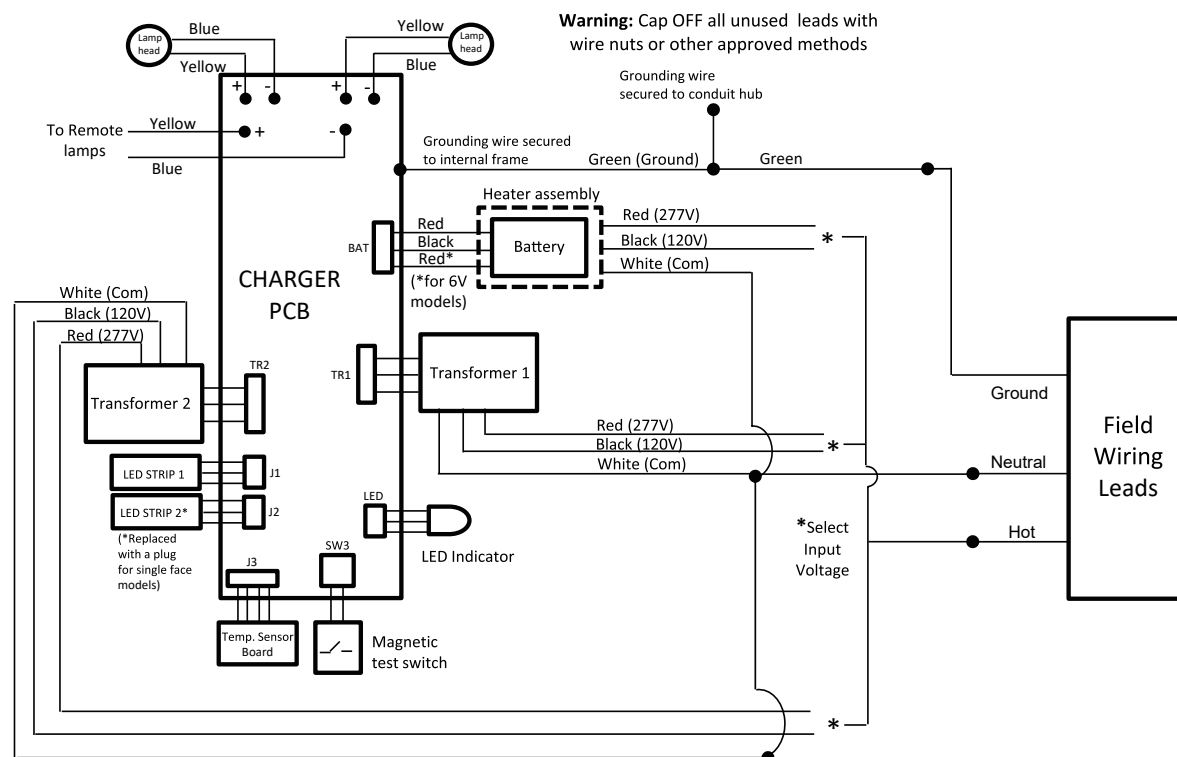 Warning: Cap OFF all unused leads with
wire nuts or other approved methods
Lamp
head
Blue
Yellow
Yellow
Blue
Lamp
head
+
-
+
-
To Remote
lamps
Yellow
Blue
+
-
Grounding wire
secured to conduit hub
Grounding wire secured
to internal frame
Green (Ground)
Green
Heater assembly
BAT
Red
Black
Red*
(*for 6V
models)
Battery
Red (277V)
Black (120V)
White (Com)
*
CHARGER
PCB
White (Com)
Black (120V)
Red (277V)
Transformer 2
TR2
TR1
Transformer 1
Red (277V)
Black (120V)
White (Com)
*
Ground
Neutral
Hot
Field
Wiring
Leads
LED STRIP 1
J1
LED STRIP 2*
J2
(*Replaced
with a plug
for single face
models)
LED
LED Indicator
*Select
Input
Voltage
J3
SW3
Temp. Sensor
Board
Magnetic
test switch
*